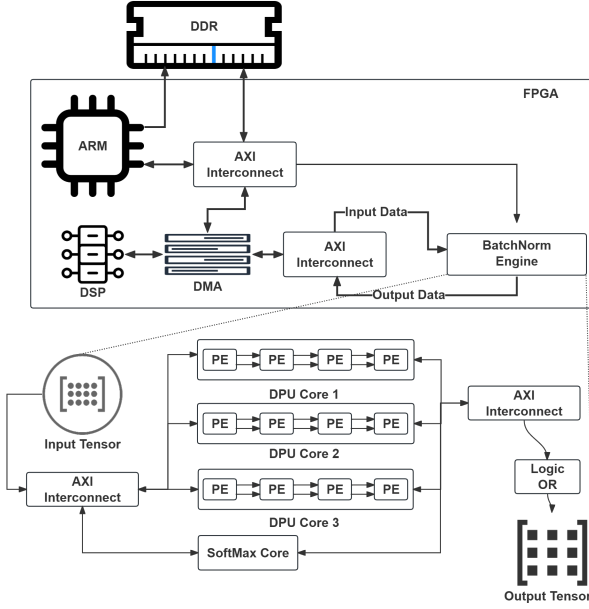 DDR
FPGA
ARM
AXI
Interconnect
Input Data
AXI
Interconnect
BatchNorm
Engine
DSP
DMA
Output Data
PE PE PE PE
DPU Core 1
AXI
Interconnect
PE PE PE PE
Input Tensor
DPU Core 2
Logic
OR
AXI
Interconnect
PE PE PE PE
DPU Core 3
SoftMax Core
Output Tensor